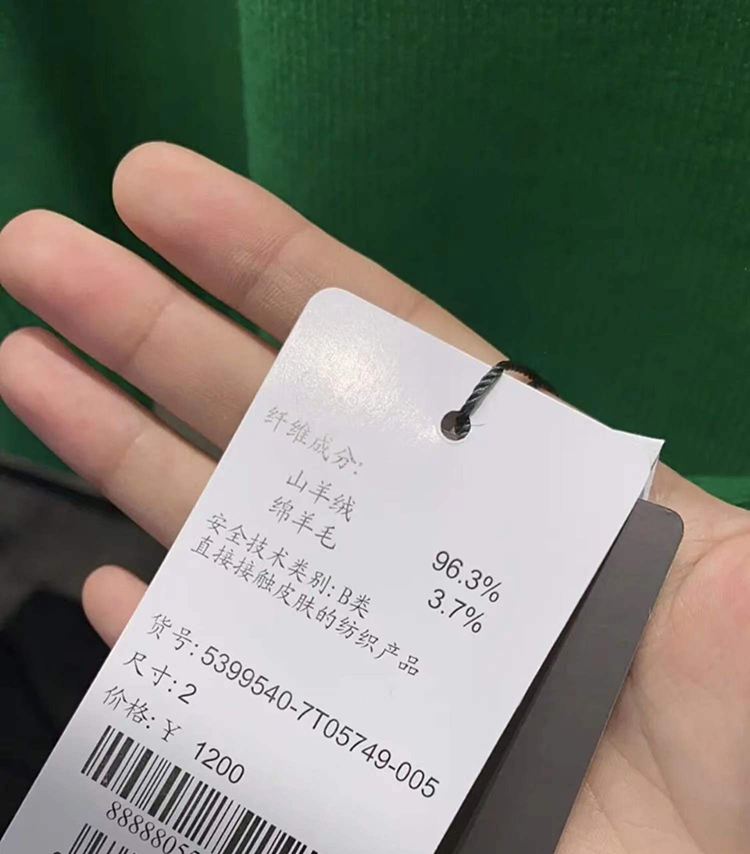 纤维成分:
山羊绒 96.3%
绵羊毛 3.7%
安全技术类别: B类
直接接触皮肤的纺织产品
货号: 5399540-7T05749-005
尺寸: 2
价格: ¥ 1200